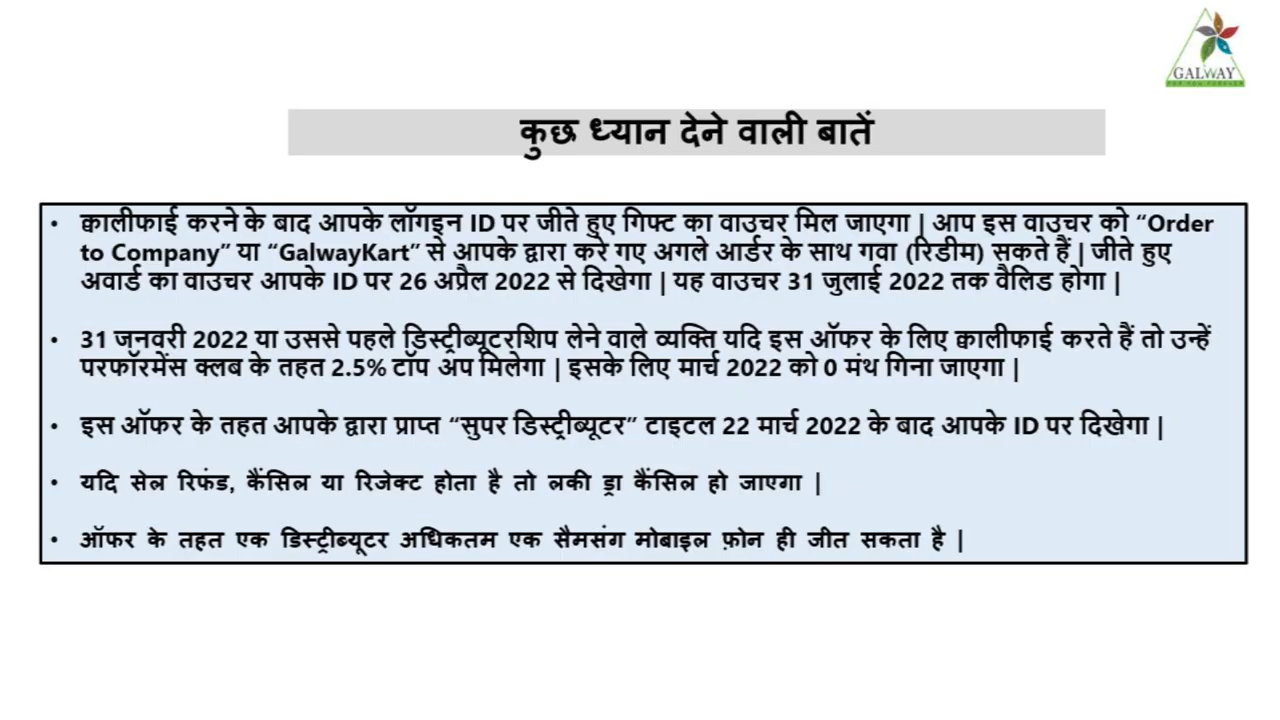 GALWAY
कुछ ध्यान देने वाली बातें
• क्वालीफाई करने के बाद आपके लॉगइन ID पर जीते हुए गिफ्ट का वाउचर मिल जाएगा | आप इस वाउचर को “Order
to Company” या “GalwayKart” से आपके द्वारा करे गए अगले आर्डर के साथ गवा (रिडीम) सकते हैं | जीते हुए
अवार्ड का वाउचर आपके ID पर 26 अप्रैल 2022 से दिखेगा | यह वाउचर 31 जुलाई 2022 तक वैलिड होगा |
• 31 जनवरी 2022 या उससे पहले डिस्ट्रीब्यूटरशिप लेने वाले व्यक्ति यदि इस ऑफर के लिए क्वालीफाई करते हैं तो उन्हें
परफॉरमेंस क्लब के तहत 2.5% टॉप अप मिलेगा | इसके लिए मार्च 2022 को 0 मंथ गिना जाएगा |
• इस ऑफर के तहत आपके द्वारा प्राप्त “सुपर डिस्ट्रीब्यूटर” टाइटल 22 मार्च 2022 के बाद आपके ID पर दिखेगा |
• यदि सेल रिफंड, कैंसिल या रिजेक्ट होता है तो लकी ड्रा कैंसिल हो जाएगा |
• ऑफर के तहत एक डिस्ट्रीब्यूटर अधिकतम एक सैमसंग मोबाइल फ़ोन ही जीत सकता है |